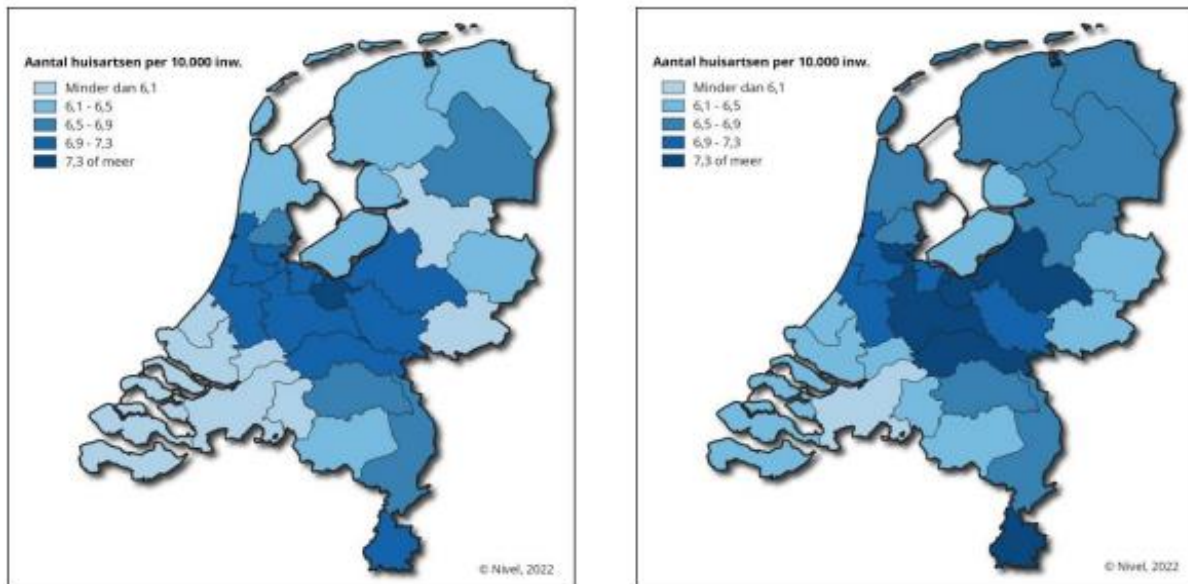 Aantal huisartsen per 10.000 inw.
Minder dan 6,1
6,1 - 6,5
6,5 - 6,9
6,9 - 7,3
7,3 of meer
© Nivel, 2022
Aantal huisartsen per 10.000 inw.
Minder dan 6,1
6,1 - 6,5
6,5 - 6,9
6,9 - 7,3
7,3 of meer
© Nivel, 2022